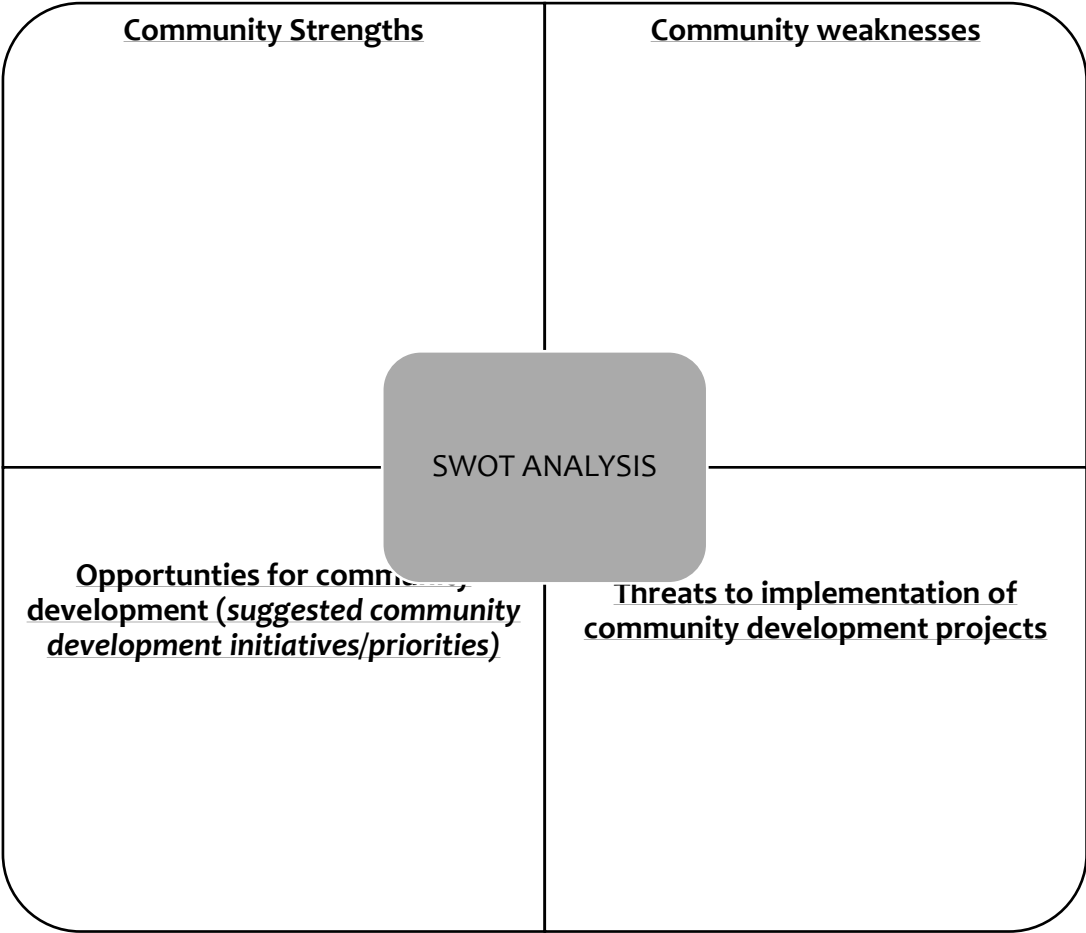 Community Strengths
Community weaknesses
SWOT ANALYSIS
Opportunties for community
development (suggested community
development initiatives/priorities)
Threats to implementation of
community development projects